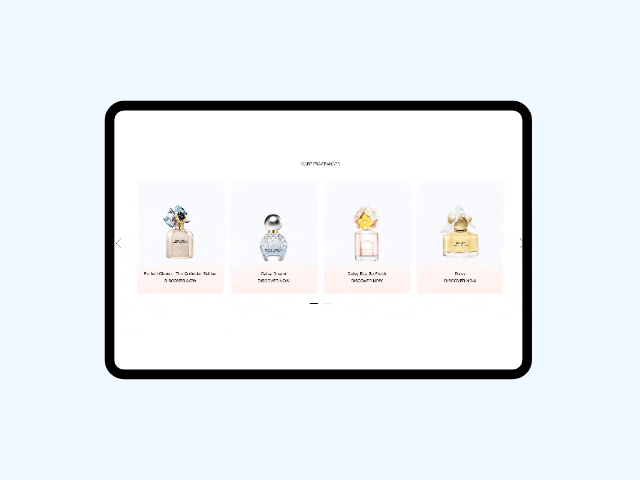 MORE FRAGRANCES
Perfect Charm - The Collector Edition
DISCOVER NOW
Daisy Dream
DISCOVER NOW
Daisy Eau So Fresh
DISCOVER NOW
Daisy
DISCOVER NOW